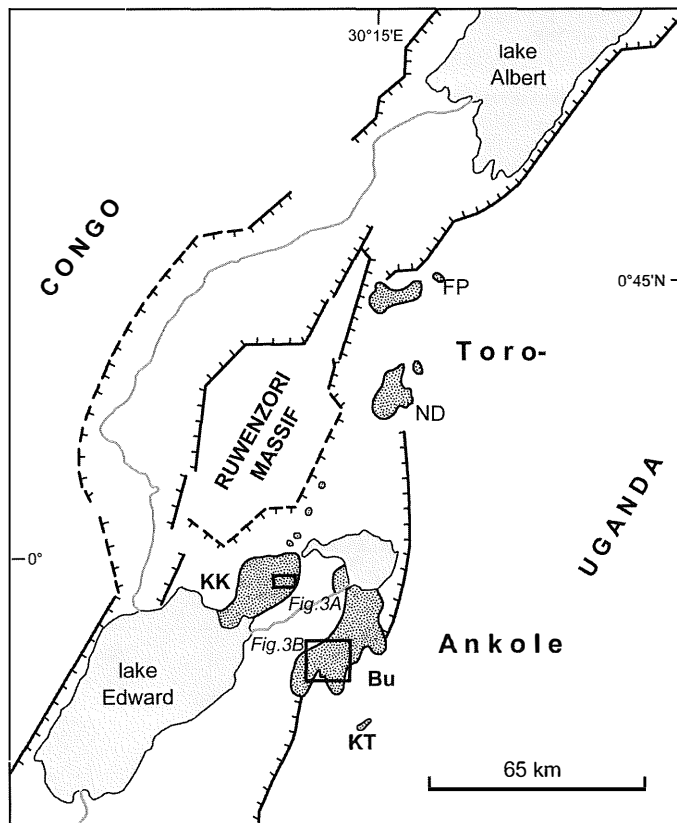 30°15'E
lake
Albert
CONGO
0°45'N
FP
Toro-
RUWENZORI
MASSIF
ND
UGANDA
0°
KK
Fig.3A
Fig.3B
Ankole
lake
Edward
Bu
KT
65 km